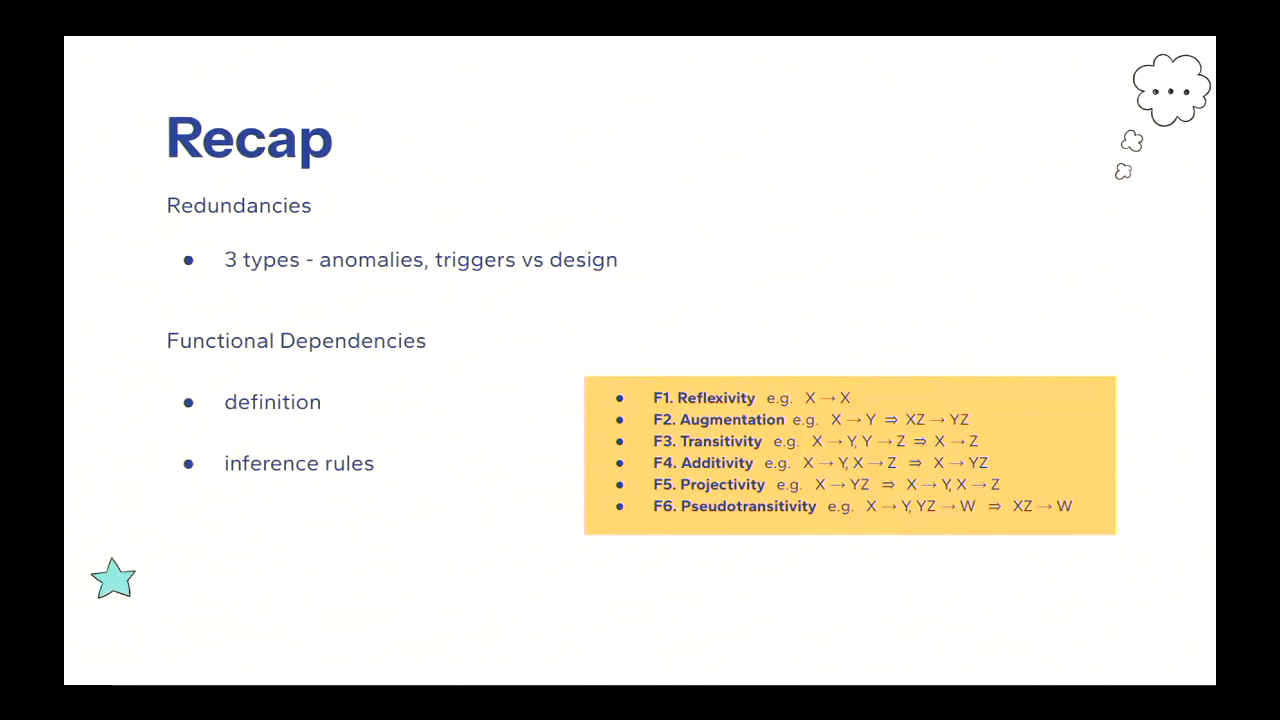 Recap
Redundancies
● 3 types - anomalies, triggers vs design
Functional Dependencies
● definition
● inference rules
● F1. Reflexivity e.g. X → X
● F2. Augmentation e.g. X → Y ⇒ XZ → YZ
● F3. Transitivity e.g. X → Y, Y → Z ⇒ X → Z
● F4. Additivity e.g. X → Y, X → Z ⇒ X → YZ
● F5. Projectivity e.g. X → YZ ⇒ X → Y, X → Z
● F6. Pseudotransitivity e.g. X → Y, YZ → W ⇒ XZ → W